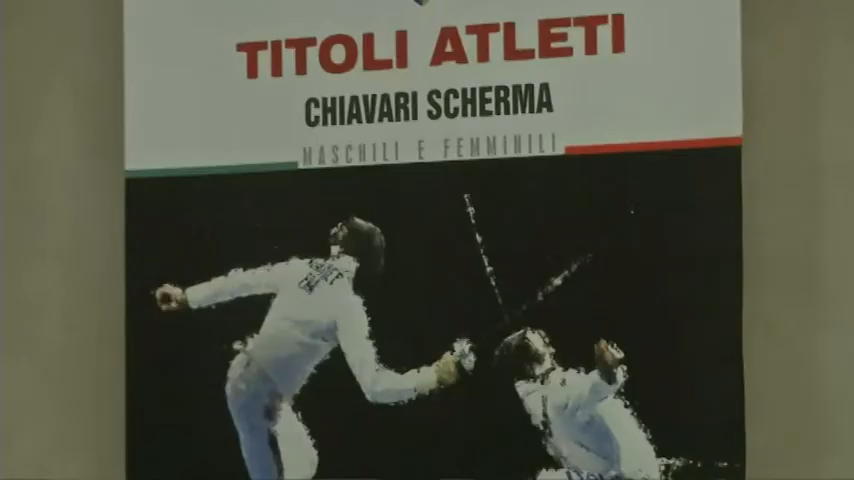 TITOLI ATLETI
CHIAVARI SCHERMA
MASCHILI E FEMMINILI